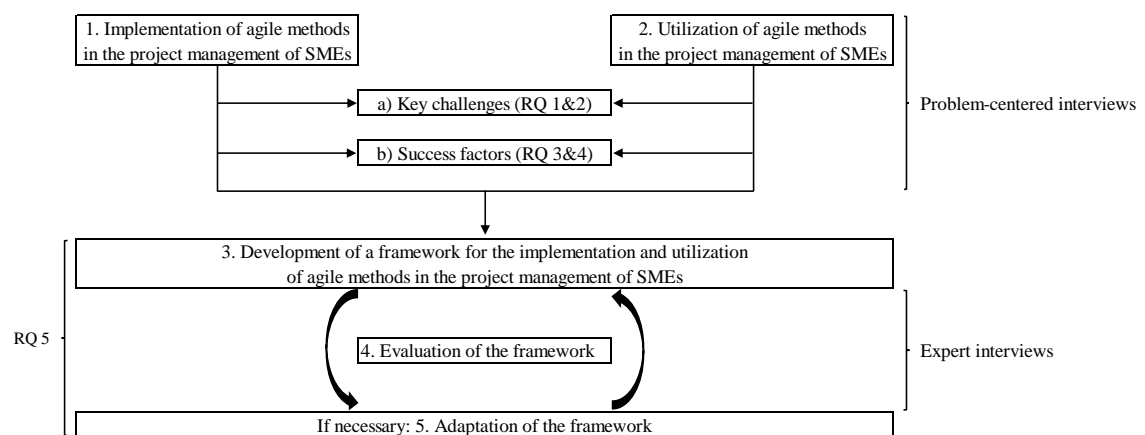 1. Implementation of agile methods
in the project management of SMEs
2. Utilization of agile methods
in the project management of SMEs
a) Key challenges (RQ 1&2)
Problem-centered interviews
b) Success factors (RQ 3&4)
3. Development of a framework for the implementation and utilization
of agile methods in the project management of SMEs
RQ 5
4. Evaluation of the framework
Expert interviews
If necessary: 5. Adaptation of the framework